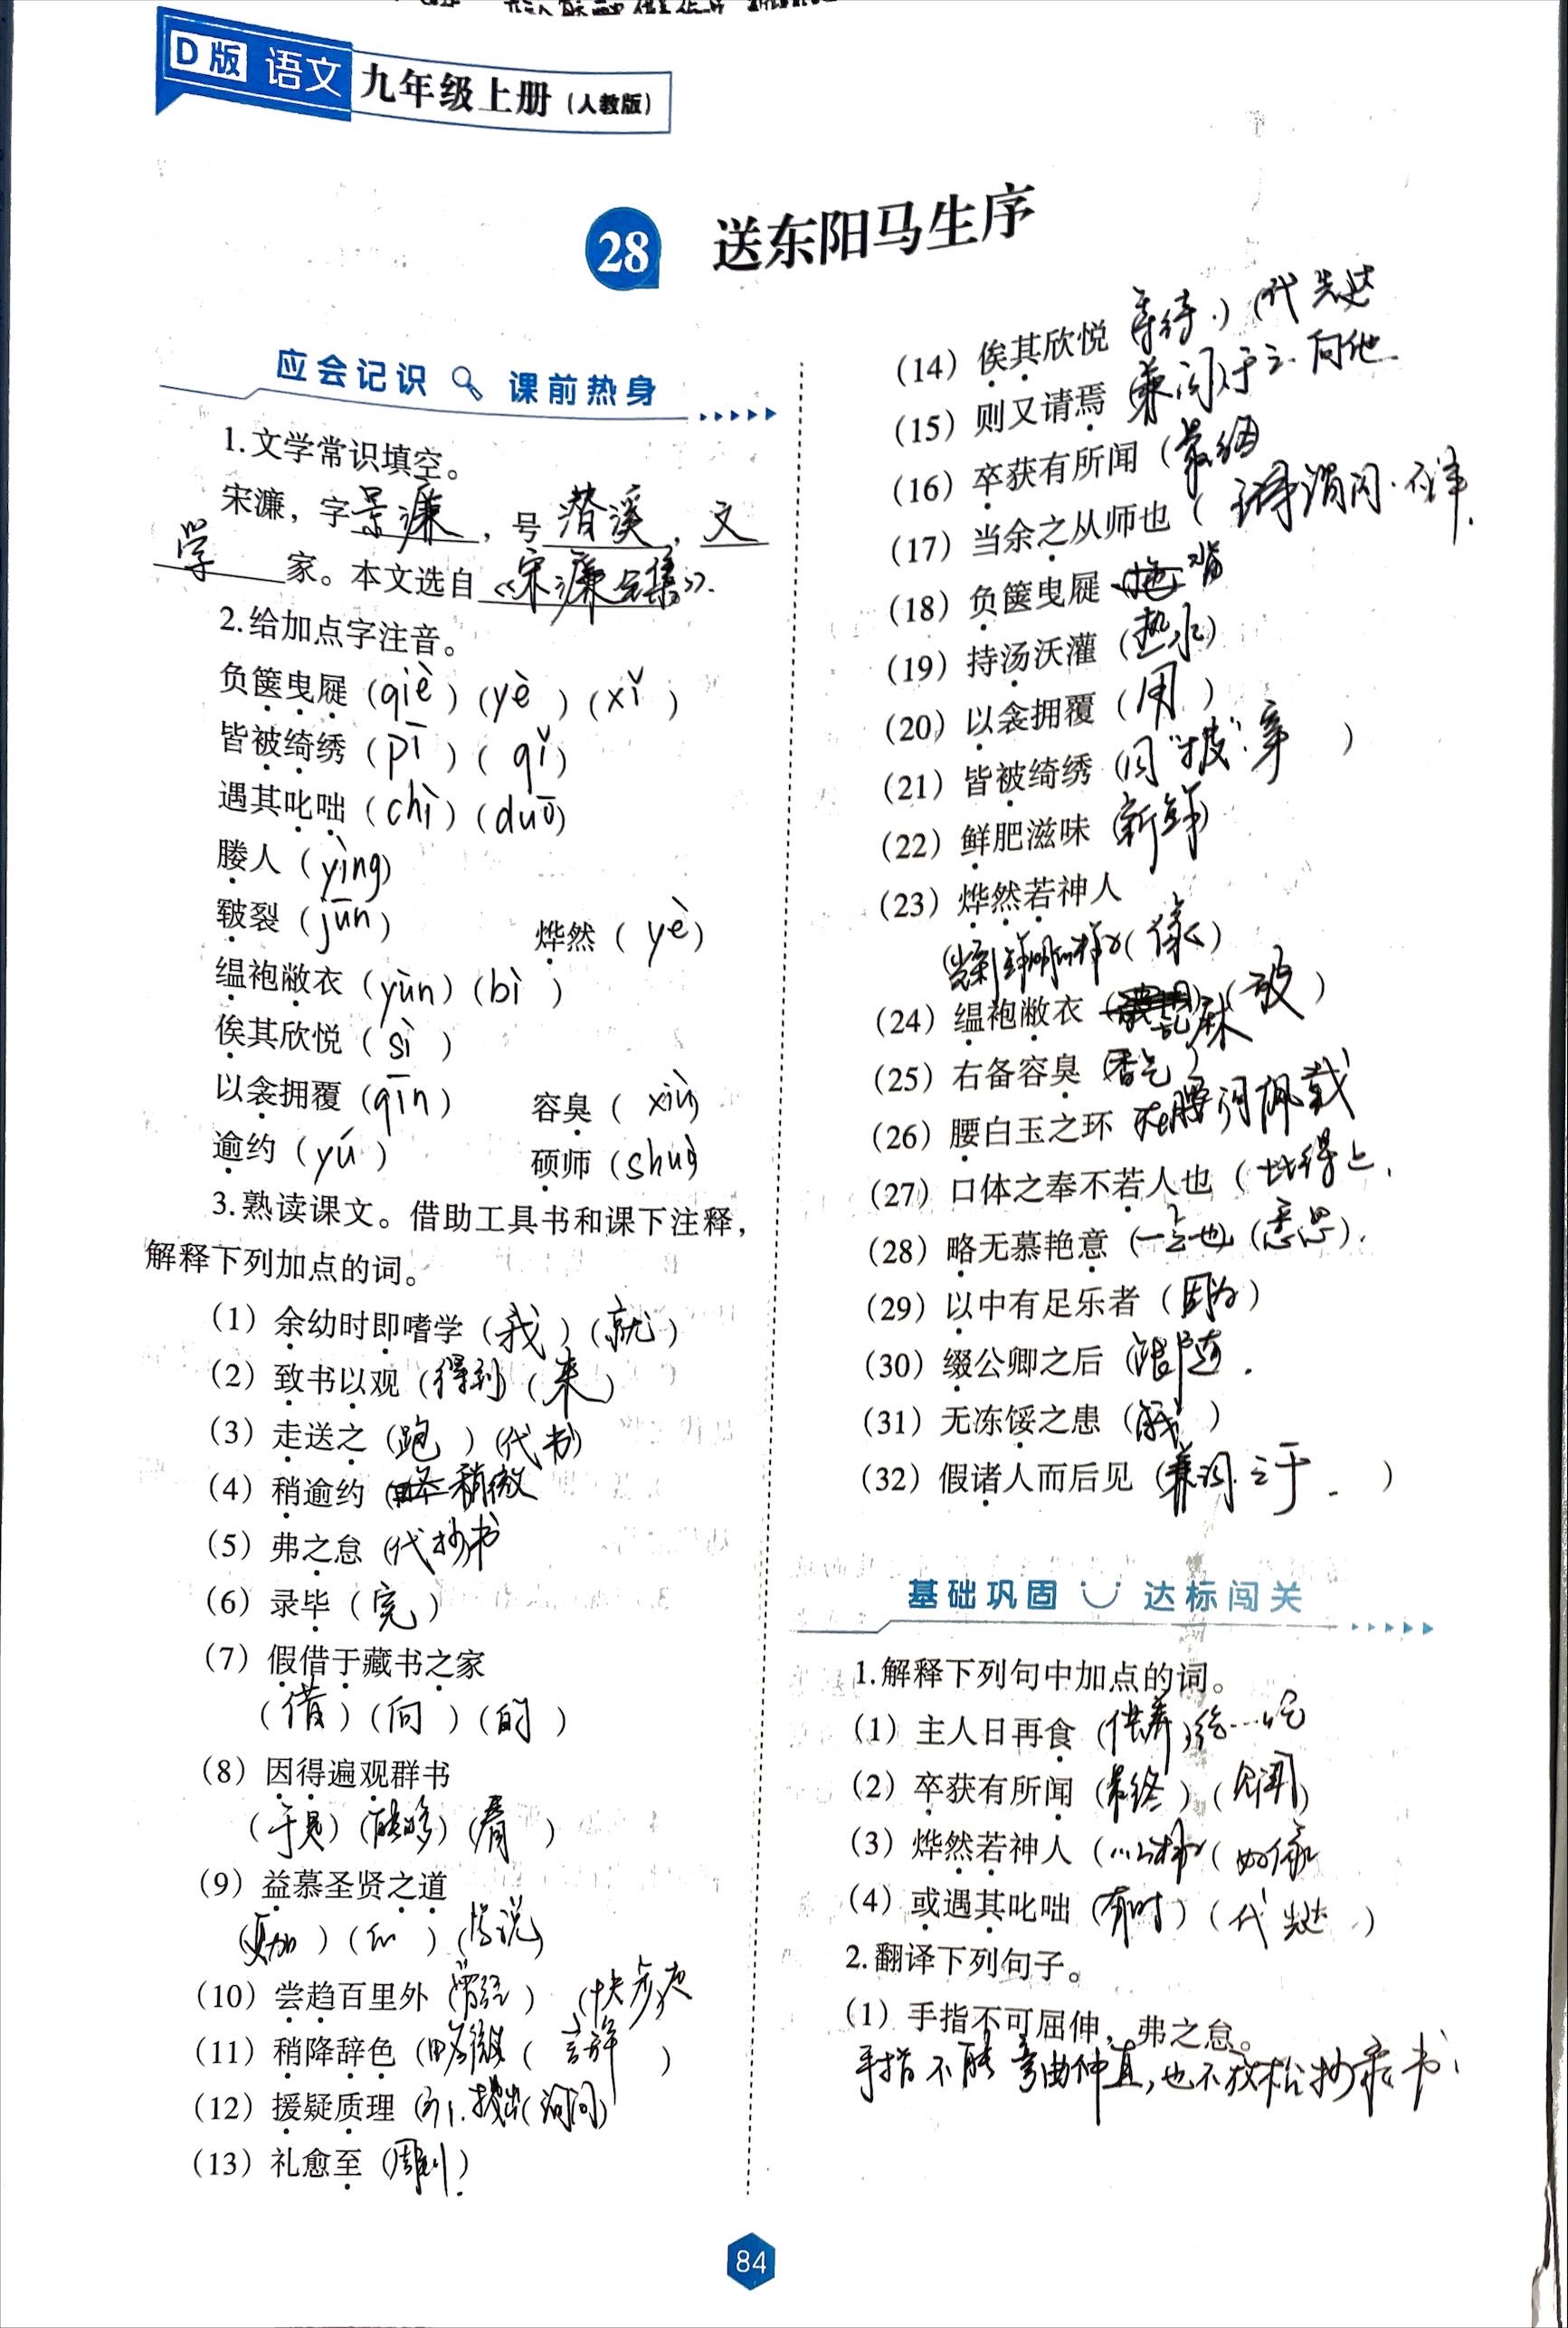 D版 语文 九年级上册（人教版）
28 送东阳马生序
应会记识 课前热身
1.文学常识填空。
宋濂，字景濂，号潜溪，文
学家。本文选自《宋濂全集》.
2.给加点字注音。
负箧曳屣（qiè）（yè）（xǐ）
皆被绮绣（pī）（qǐ）
遇其叱咄（chì）（duō）
媵人（yìng）
皲裂（jūn） 烨然（yè）
缊袍敝衣（yùn）（bì）
俟其欣悦（sì）
以衾拥覆（qīn） 容臭（xiù）
逾约（yú） 硕师（shuò）
3.熟读课文。借助工具书和课下注释，
解释下列加点的词。
（1）余幼时即嗜学（我）（就）
（2）致书以观（得到）（来）
（3）走送之（跑）（代书）
（4）稍逾约（稍微
（5）弗之怠（代抄书
（6）录毕（完）
（7）假借于藏书之家
（借）（向）（的）
（8）因得遍观群书
（于是）（能够）（看）
（9）益慕圣贤之道
（更加）（的）（学说）
（10）尝趋百里外（曾经）（快步走
（11）稍降辞色（略微（言辞）
（12）援疑质理（引.提出（询问）
（13）礼愈至（周到）
（14）俟其欣悦 等待.）（代 先达
（15）则又请焉 兼词）于之.向他
（16）卒获有所闻（最终
（17）当余之从师也（
（18）负箧曳屣 背
（19）持汤沃灌（热水）
（20）以衾拥覆（用）
（21）皆被绮绣（同“披”.穿）
（22）鲜肥滋味（新鲜）
（23）烨然若神人
（像）
（24）缊袍敝衣 麻（破）
（25）右备容臭（香气）
（26）腰白玉之环 在腰间佩戴
（27）口体之奉不若人也（比得上.
（28）略无慕艳意（一点也）（意思）.
（29）以中有足乐者（因为）
（30）缀公卿之后（跟随.
（31）无冻馁之患（饿）
（32）假诸人而后见（兼词.之于.）
基础巩固 达标闯关
1.解释下列句中加点的词。
（1）主人日再食（供养）给…吃
（2）卒获有所闻（最终）（见闻）
（3）烨然若神人（…的样子（好像
（4）或遇其叱咄（有时）（代 先达）
2.翻译下列句子。
（1）手指不可屈伸，弗之怠。
手指不能弯曲伸直,也不放松抄录书.
84